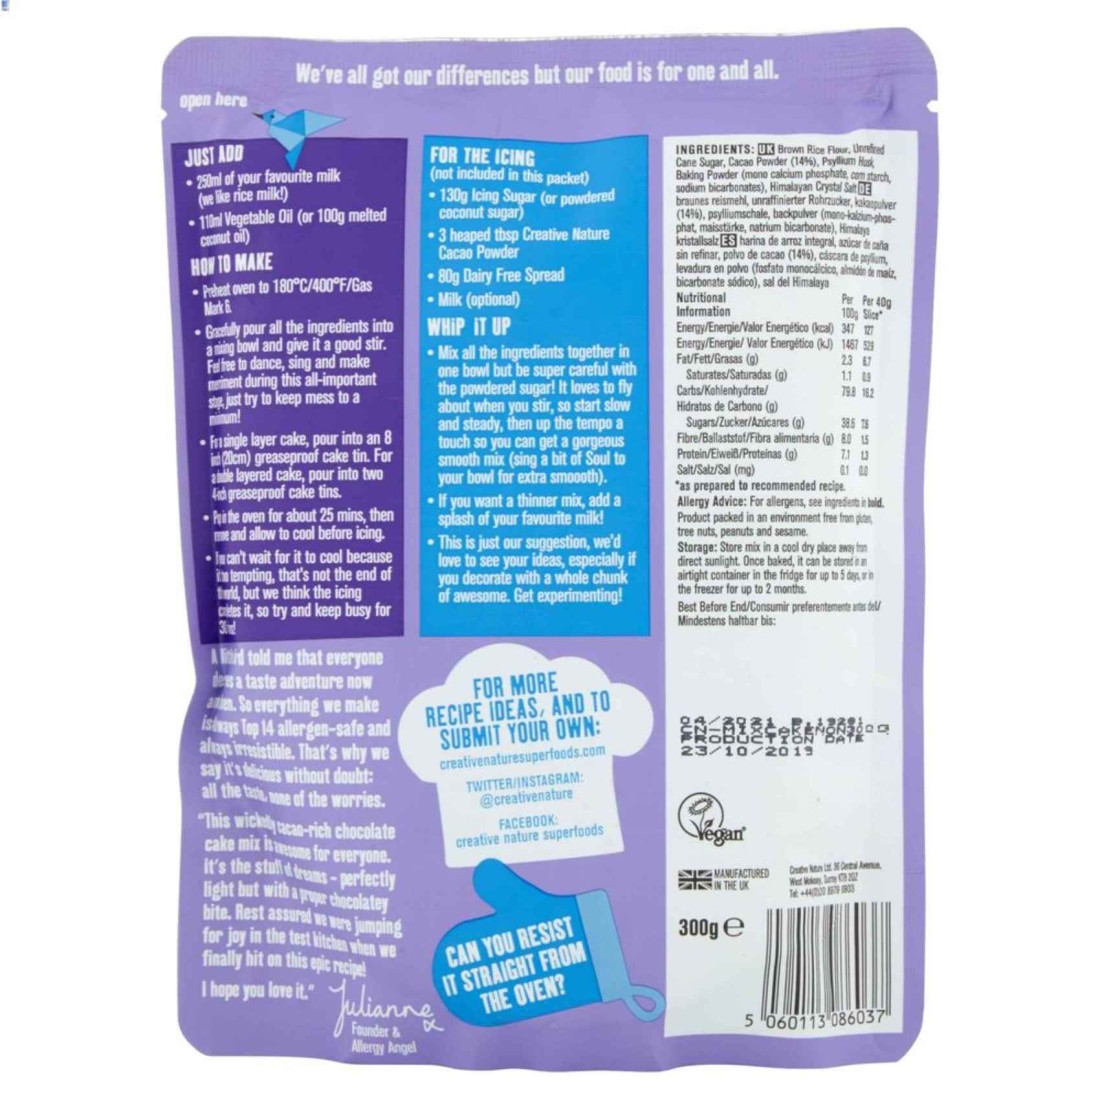 We've all got our differences but our food is for one and all.
open here
JUST ADD
• 250ml of your favourite milk
(we like rice milk!)
• 110ml Vegetable Oil (or 100g melted
coconut oil)
HOW TO MAKE
• Preheat oven to 180°C/400°F/Gas
Mark 6.
• Gracefully pour all the ingredients into
a mixing bowl and give it a good stir.
Feel free to dance, sing and make
merriment during this all-important
stage, just try to keep mess to a
minimum!
• For a single layer cake, pour into an 8
inch (20cm) greaseproof cake tin. For
a double layered cake, pour into two
4-inch greaseproof cake tins.
• Pop in the oven for about 25 mins, then
and allow to cool before icing.
• can't wait for it to cool because
tempting, that's not the end of
world, but we think the icing
it, so try and keep busy for
FOR THE ICING
(not included in this packet)
• 130g Icing Sugar (or powdered
coconut sugar)
• 3 heaped tbsp Creative Nature
Cacao Powder
• 80g Dairy Free Spread
• Milk (optional)
WHIP IT UP
• Mix all the ingredients together in
one bowl but be super careful with
the powdered sugar! It loves to fly
about when you stir, so start slow
and steady, then up the tempo a
touch so you can get a gorgeous
smooth mix (sing a bit of Soul to
your bowl for extra smoooth).
• If you want a thinner mix, add a
splash of your favourite milk!
• This is just our suggestion, we'd
love to see your ideas, especially if
you decorate with a whole chunk
of awesome. Get experimenting!
INGREDIENTS: UK Brown Rice Flour, Unrefined
Cane Sugar, Cacao Powder (14%), Psyllium Husk,
Baking Powder (mono calcium phosphate, corn starch,
sodium bicarbonates), Himalayan Crystal Salt DE
braunes reismehl, unraffinierter Rohrzucker, kakaopulver
(14%), psylliumschale, backpulver (mono-kalzium-phos-
phat, maisstärke, natrium bicarbonate), Himalaya
kristallsalz ES harina de arroz integral, azúcar de caña
sin refinar, polvo de cacao (14%), cáscara de psyllium,
levadura en polvo (fosfato monocálcico, almidón de maíz,
bicarbonate sódico), sal del Himalaya
Nutritional Per Per 40g
Information 100g Slice*
Energy/Energie/Valor Energético (kcal) 347 127
Energy/Energie/ Valor Energético (kJ) 1467 529
Fat/Fett/Grasas (g) 2.3 6.7
Saturates/Saturadas (g) 1.1 0.9
Carbs/Kohlenhydrate/ 79.8 16.2
Hidratos de Carbono (g)
Sugars/Zucker/Azúcares (g) 38.6 7.6
Fibre/Ballaststof/Fibra alimentaria (g) 8.0 1.5
Protein/Eiweiß/Proteínas (g) 7.1 1.3
Salt/Salz/Sal (mg) 0.1 0.0
*as prepared to recommended recipe.
Allergy Advice: For allergens, see ingredients in bold.
Product packed in an environment free from gluten,
tree nuts, peanuts and sesame.
Storage: Store mix in a cool dry place away from
direct sunlight. Once baked, it can be stored in an
airtight container in the fridge for up to 5 days, or in
the freezer for up to 2 months.
Best Before End/Consumir preferentemente antes del/
Mindestens haltbar bis:
04/2021
PRODUCTION DATE
23/10/2019
told me that everyone
a taste adventure now
So everything we make
is always Top 14 allergen-safe and
always irresistible. That's why we
say it's delicious without doubt:
all the taste, none of the worries.
"This wickedly cacao-rich chocolate
cake mix is awesome for everyone.
it's the stuff of dreams - perfectly
light but with a proper chocolatey
bite. Rest assured we were jumping
for joy in the test kitchen when we
finally hit on this epic recipe!
I hope you love it."
Julianne x
Founder &
Allergy Angel
FOR MORE
RECIPE IDEAS, AND TO
SUBMIT YOUR OWN:
creativenaturesuperfoods.com
TWITTER/INSTAGRAM:
@creativenature
FACEBOOK:
creative nature superfoods
CAN YOU RESIST
IT STRAIGHT FROM
THE OVEN?
Vegan
MANUFACTURED
IN THE UK
Creative Nature Ltd. 36 Central Avenue,
West Molesey, Surrey KT8 2QZ
Tel: +44(0)20 8979 0803
300g e
5 060113 086037